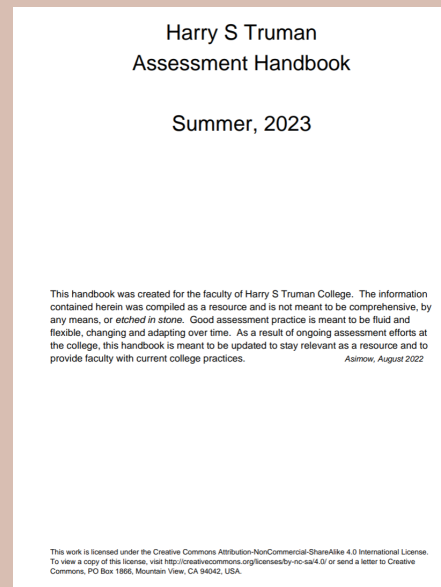 Harry S Truman
Assessment Handbook
Summer, 2023
This handbook was created for the faculty of Harry S Truman College.  The information
contained herein was compiled as a resource and is not meant to be comprehensive, by
any means, or etched in stone.  Good assessment practice is meant to be fluid and
flexible, changing and adapting over time.  As a result of ongoing assessment efforts at
the college, this handbook is meant to be updated to stay relevant as a resource and to
provide faculty with current college practices. Asimow, August 2022
This work is licensed under the Creative Commons Attribution-NonCommercial-ShareAlike 4.0 International License.
To view a copy of this license, visit http://creativecommons.org/licenses/by-nc-sa/4.0/ or send a letter to Creative
Commons, PO Box 1866, Mountain View, CA 94042, USA.